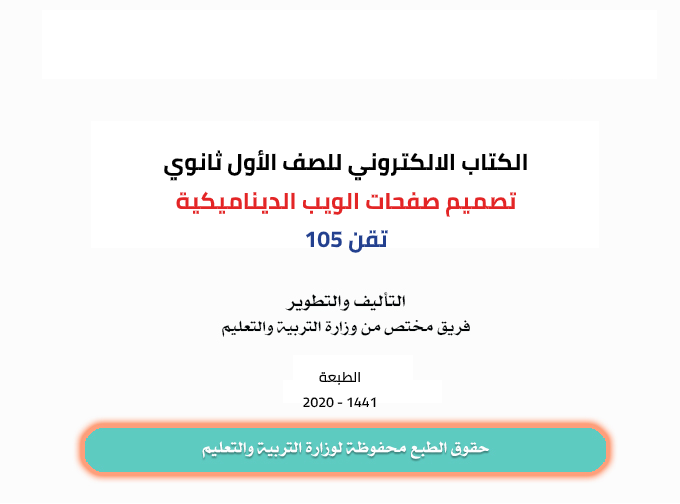 الكتاب الالكتروني للصف الأول ثانوي
تصميم صفحات الويب الديناميكية
تقن 105
التأليف والتطوير
فريق مختص من وزارة التربية والتعليم
الطبعة
1441 - 2020
حقوق الطبع محفوظة لوزارة التربية والتعليم